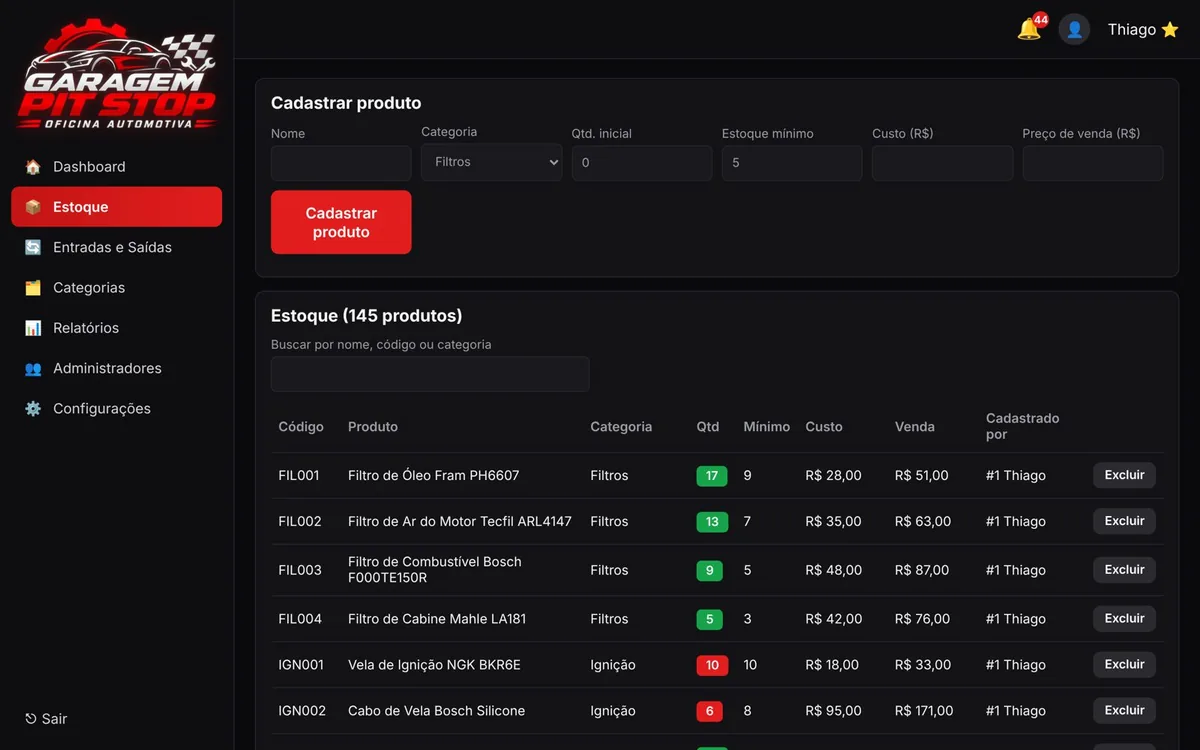 GARAGEM
PIT STOP
OFICINA AUTOMOTIVA
44
Thiago
Dashboard
Estoque
Entradas e Saídas
Categorias
Relatórios
Administradores
Configurações
Sair
Cadastrar produto
Nome Categoria Qtd. inicial Estoque mínimo Custo (R$) Preço de venda (R$)
Filtros 0 5
Cadastrar
produto
Estoque (145 produtos)
Buscar por nome, código ou categoria
Código Produto Categoria Qtd Mínimo Custo Venda Cadastrado
por
FIL001 Filtro de Óleo Fram PH6607 Filtros 17 9 R$ 28,00 R$ 51,00 #1 Thiago Excluir
FIL002 Filtro de Ar do Motor Tecfil ARL4147 Filtros 13 7 R$ 35,00 R$ 63,00 #1 Thiago Excluir
FIL003 Filtro de Combustível Bosch
F000TE150R Filtros 9 5 R$ 48,00 R$ 87,00 #1 Thiago Excluir
FIL004 Filtro de Cabine Mahle LA181 Filtros 5 3 R$ 42,00 R$ 76,00 #1 Thiago Excluir
IGN001 Vela de Ignição NGK BKR6E Ignição 10 10 R$ 18,00 R$ 33,00 #1 Thiago Excluir
IGN002 Cabo de Vela Bosch Silicone Ignição 6 8 R$ 95,00 R$ 171,00 #1 Thiago Excluir